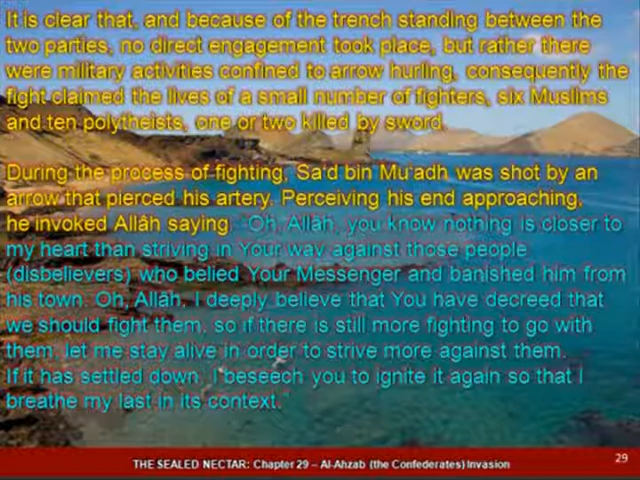 It is clear that, and because of the trench standing between the
two parties, no direct engagement took place, but rather there
were military activities confined to arrow hurling, consequently the
fight claimed the lives of a small number of fighters, six Muslims
and ten polytheists, one or two killed by sword.
During the process of fighting, Sa'd bin Mu'adh was shot by an
arrow that pierced his artery. Perceiving his end approaching,
he invoked Allâh saying: "Oh, Allâh, you know nothing is closer to
my heart than striving in Your way against those people
(disbelievers) who belied Your Messenger and banished him from
his town. Oh, Allâh, I deeply believe that You have decreed that
we should fight them, so if there is still more fighting to go with
them, let me stay alive in order to strive more against them.
If it has settled down, I beseech you to ignite it again so that I
breathe my last in its context."
THE SEALED NECTAR: Chapter 29 – Al-Ahzab (the Confederates) Invasion
29